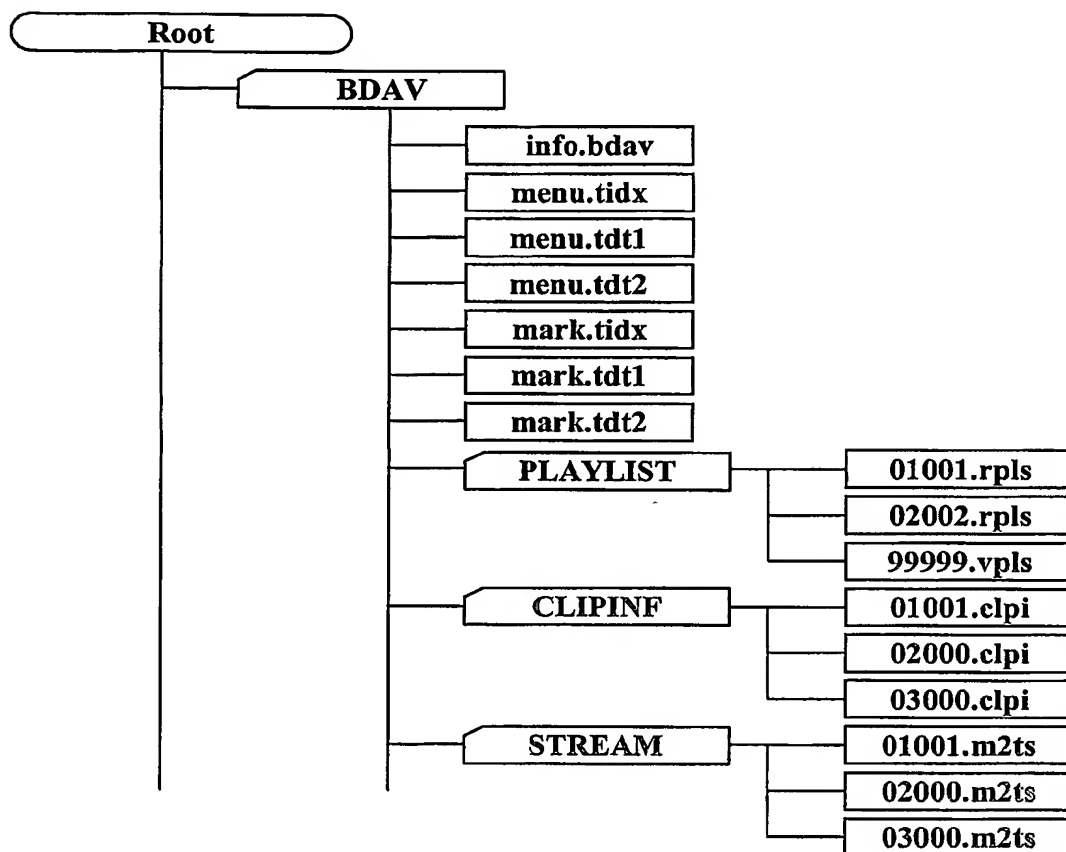 Root
BDAV
info.bdav
menu.tidx
menu.tdt1
menu.tdt2
mark.tidx
mark.tdt1
mark.tdt2
PLAYLIST
01001.rpls
02002.rpls
99999.vpls
CLIPINF
01001.clpi
02000.clpi
03000.clpi
STREAM
01001.m2ts
02000.m2ts
03000.m2ts